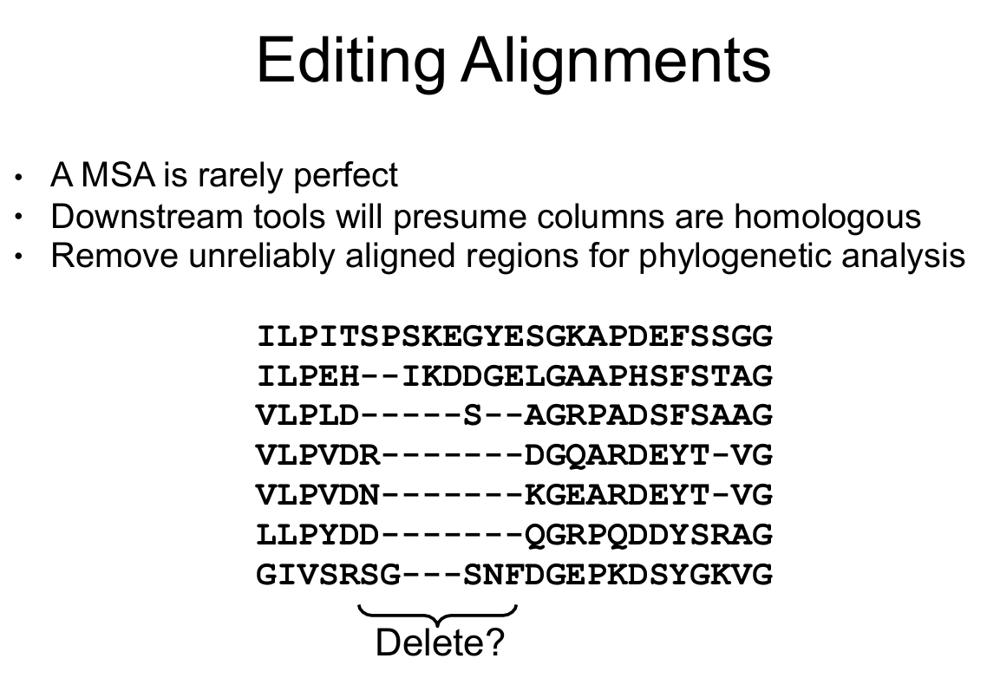 Editing Alignments
• A MSA is rarely perfect
• Downstream tools will presume columns are homologous
• Remove unreliably aligned regions for phylogenetic analysis
ILPITSPSKEGYESGKAPDEFSSGG
ILPEH--IKDDGELGAAPHSFSTAG
VLPLD-----S--AGRPADSFSAAG
VLPVDR-------DGQARDEYT-VG
VLPVDN-------KGEARDEYT-VG
LLPYDD-------QGRPQDDYSRAG
GIVSRSG---SNFDGEPKDSYGKVG
Delete?